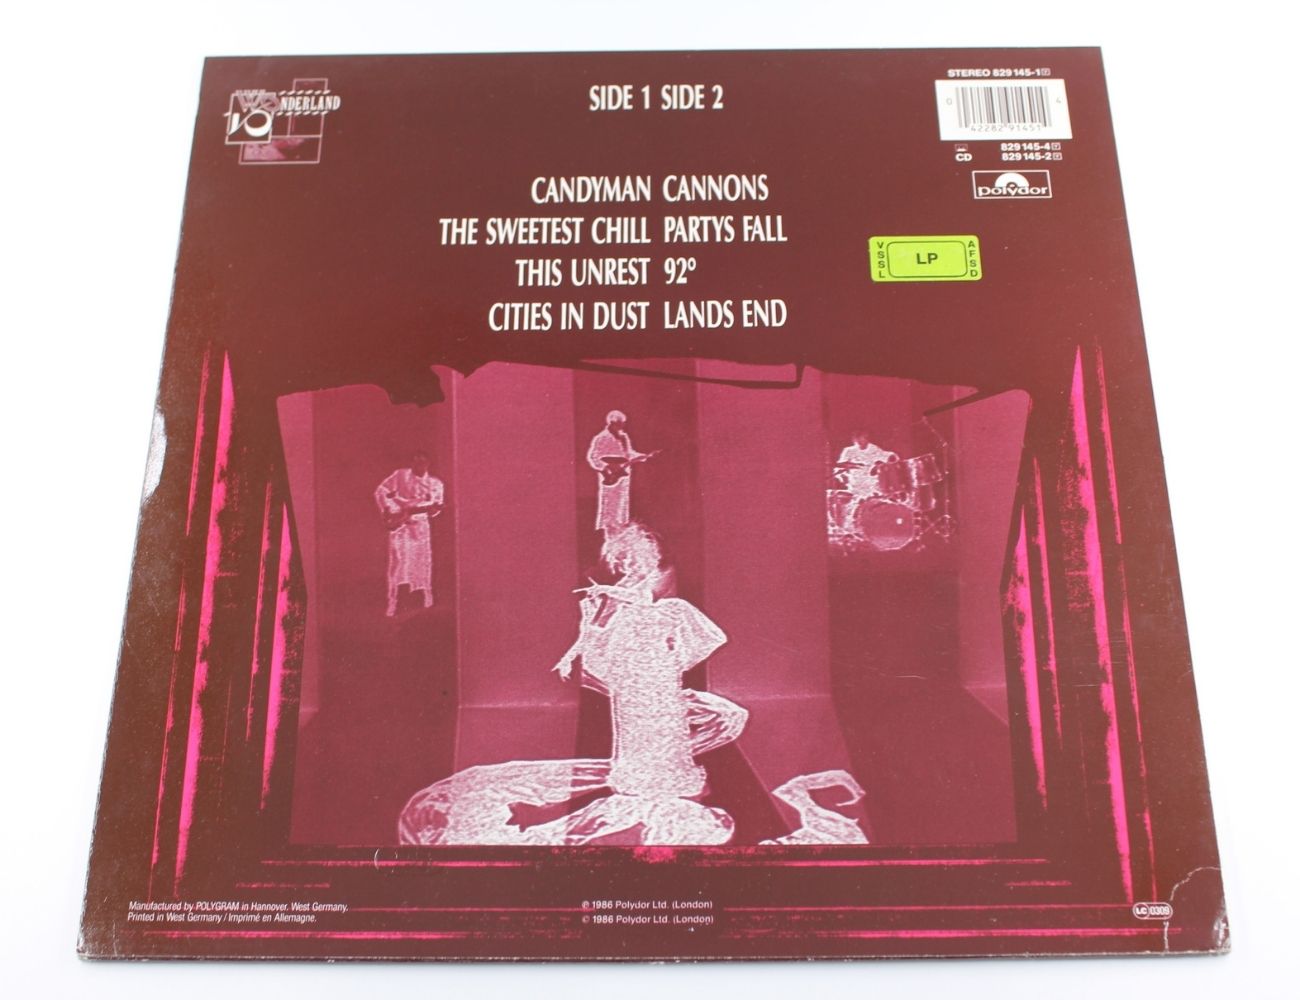 WONDERLAND
SIDE 1 SIDE 2
CANDYMAN CANNONS
THE SWEETEST CHILL PARTYS FALL
THIS UNREST 92º
CITIES IN DUST LANDS END
STEREO 829 145-1 Y
0 42282 91451 4
829 145-4 Y
CD 829 145-2 Y
polydor
VSSL LP AFSD
Manufactured by POLYGRAM in Hannover. West Germany.
Printed in West Germany / Imprimé en Allemagne.
℗ 1986 Polydor Ltd. (London)
© 1986 Polydor Ltd. (London)
LC 0309